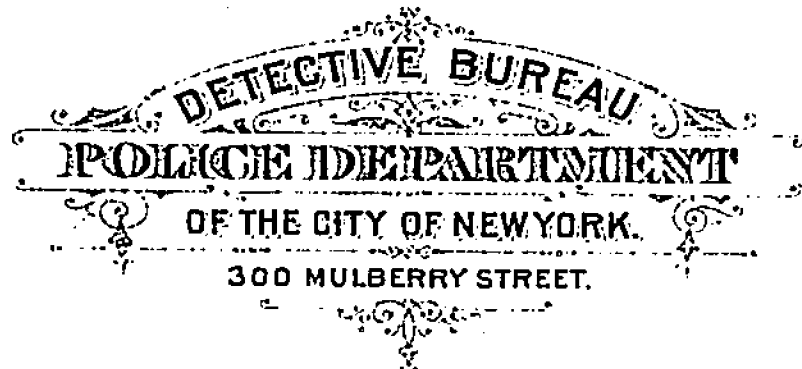 DETECTIVE BUREAU
POLICE DEPARTMENT
OF THE CITY OF NEW YORK.
300 MULBERRY STREET.